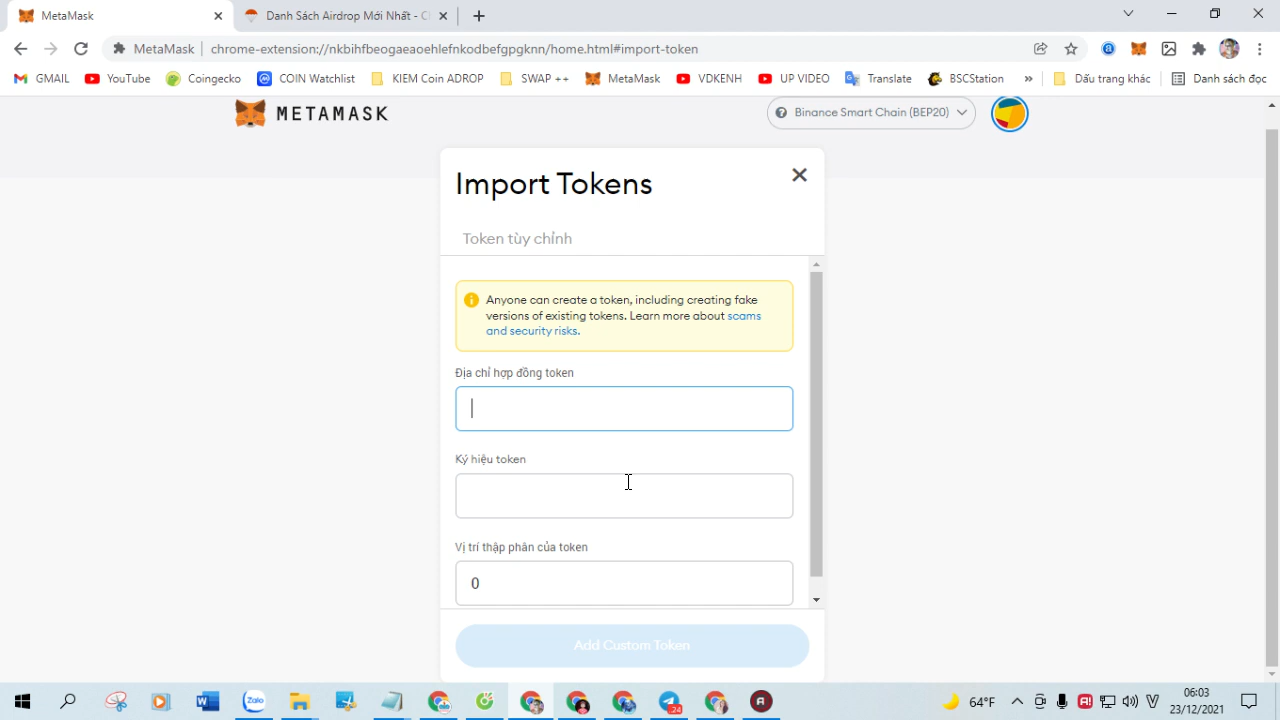 MetaMask
Danh Sách Airdrop Mới Nhất - C
MetaMask
chrome-extension://nkbihfbeogaeaoehlefnkodbefgpgknn/home.html#import-token
GMAIL
YouTube
Coingecko
COIN Watchlist
KIEM Coin ADROP
SWAP ++
MetaMask
VDKENH
UP VIDEO
Translate
BSCStation
»
Dấu trang khác
Danh sách đọc
METAMASK
Binance Smart Chain (BEP20)
Import Tokens
Token tùy chỉnh
Anyone can create a token, including creating fake
versions of existing tokens. Learn more about scams
and security risks.
Địa chỉ hợp đồng token
Ký hiệu token
Vị trí thập phân của token
0
Add Custom Token
Zalo
24
64°F
06:03
23/12/2021